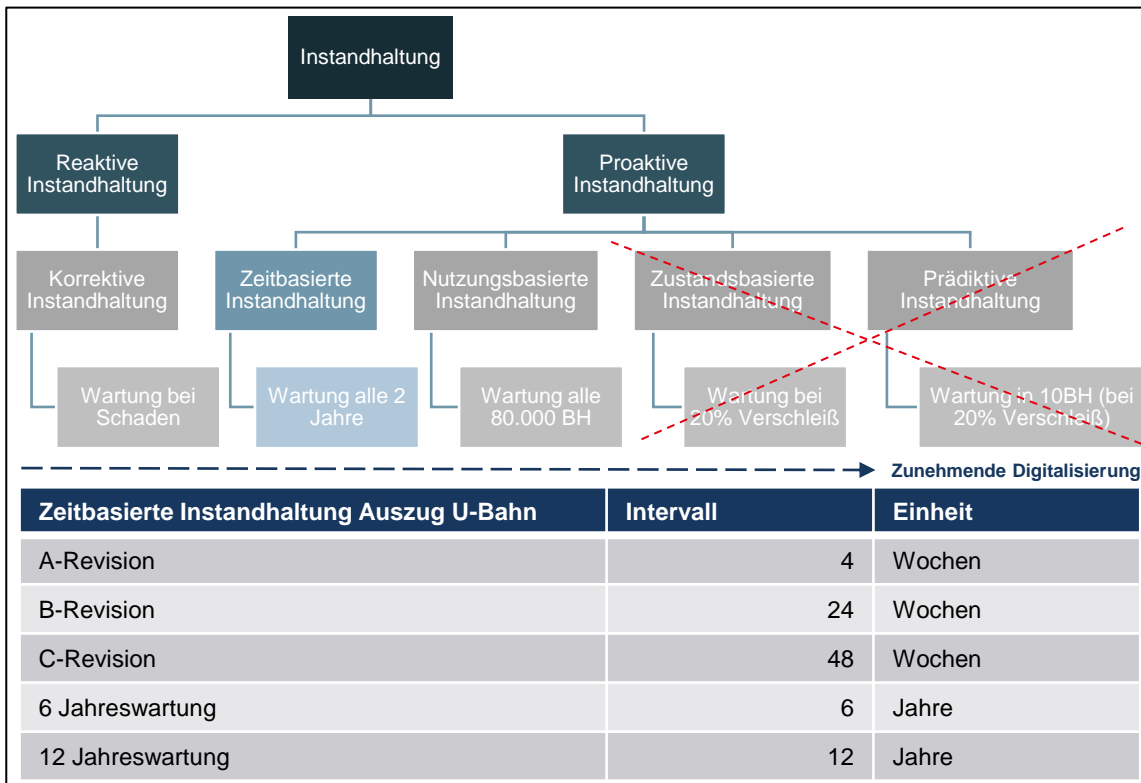 Instandhaltung
Reaktive
Instandhaltung
Proaktive
Instandhaltung
Korrektive
Instandhaltung
Zeitbasierte
Instandhaltung
Nutzungsbasierte
Instandhaltung
Zustandsbasierte
Instandhaltung
Prädiktive
Instandhaltung
Wartung bei
Schaden
Wartung alle 2
Jahre
Wartung alle
80.000 BH
Wartung bei
20% Verschleiß
Wartung in 10BH (bei
20% Verschleiß)
Zunehmende Digitalisierung
Zeitbasierte Instandhaltung Auszug U-Bahn Intervall Einheit
A-Revision 4 Wochen
B-Revision 24 Wochen
C-Revision 48 Wochen
6 Jahreswartung 6 Jahre
12 Jahreswartung 12 Jahre